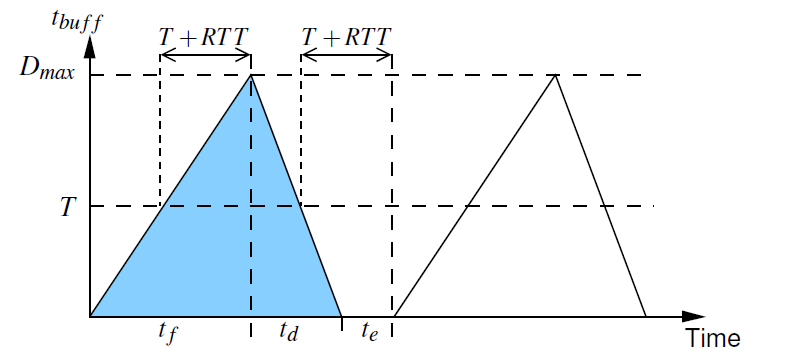 t_buff
T + RTT T + RTT
D_max
T
t_f t_d t_e
Time